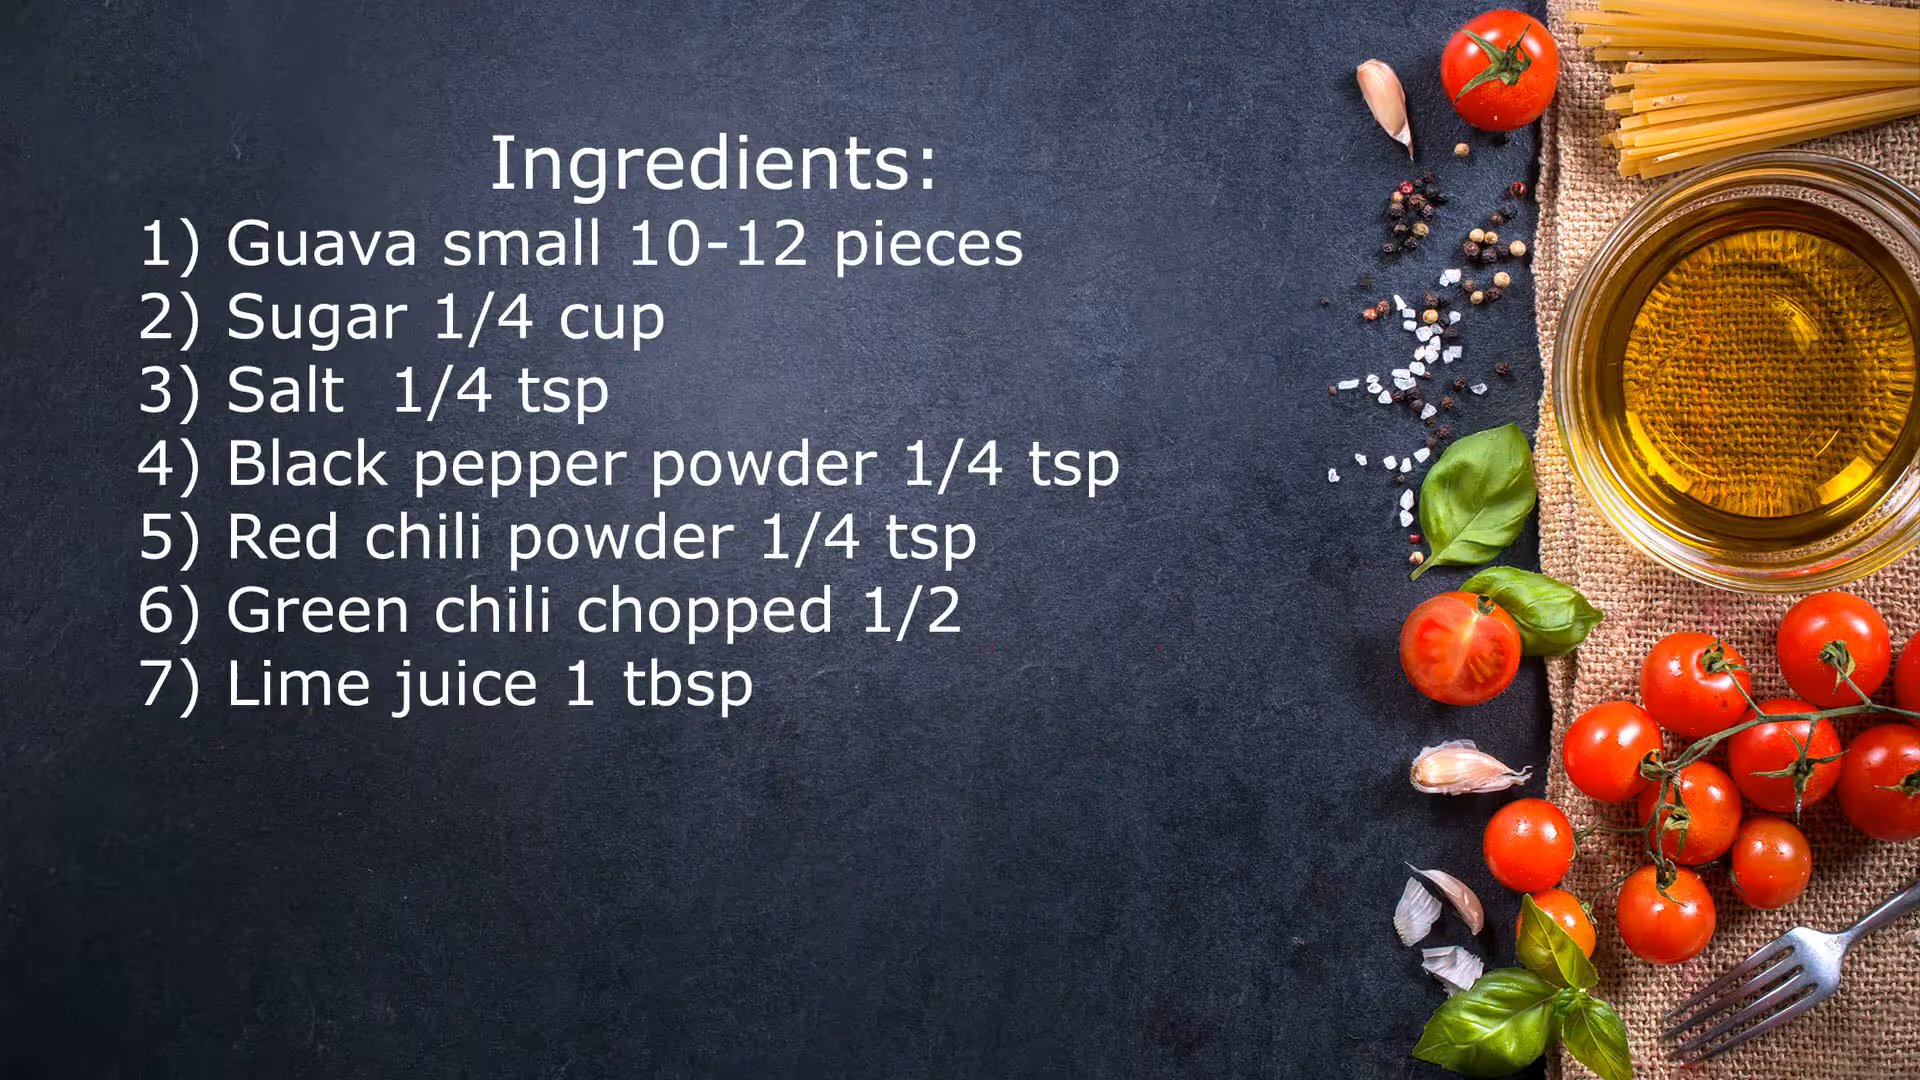 Ingredients:
1) Guava small 10-12 pieces
2) Sugar 1/4 cup
3) Salt  1/4 tsp
4) Black pepper powder 1/4 tsp
5) Red chili powder 1/4 tsp
6) Green chili chopped 1/2
7) Lime juice 1 tbsp